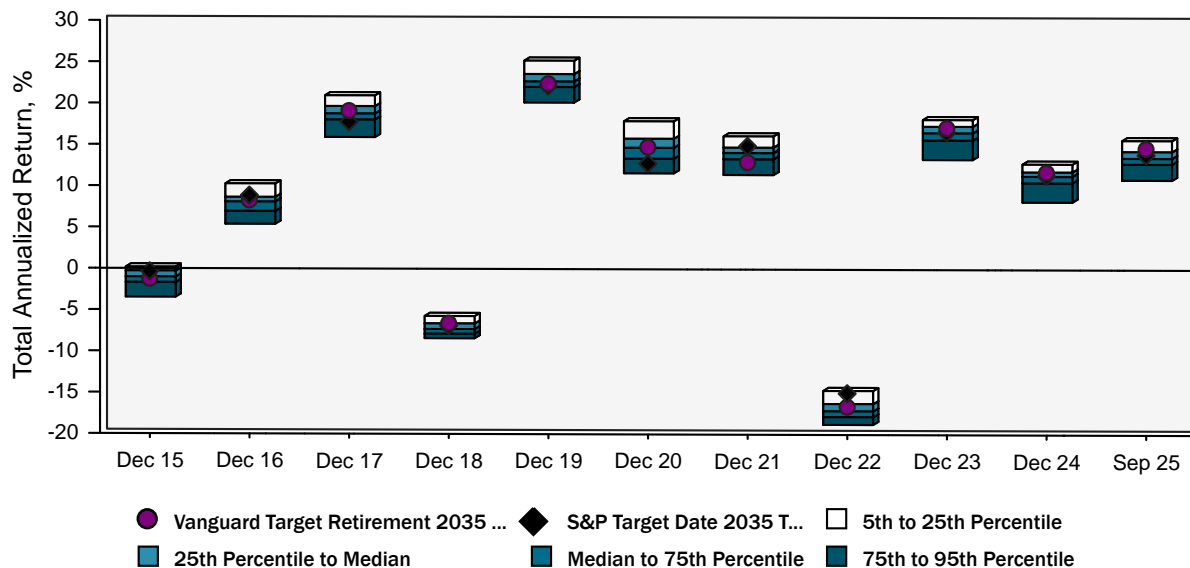 Total Annualized Return, %
30
25
20
15
10
5
0
-5
-10
-15
-20
Dec 15 Dec 16 Dec 17 Dec 18 Dec 19 Dec 20 Dec 21 Dec 22 Dec 23 Dec 24 Sep 25
Vanguard Target Retirement 2035 ... S&P Target Date 2035 T... 5th to 25th Percentile
25th Percentile to Median Median to 75th Percentile 75th to 95th Percentile